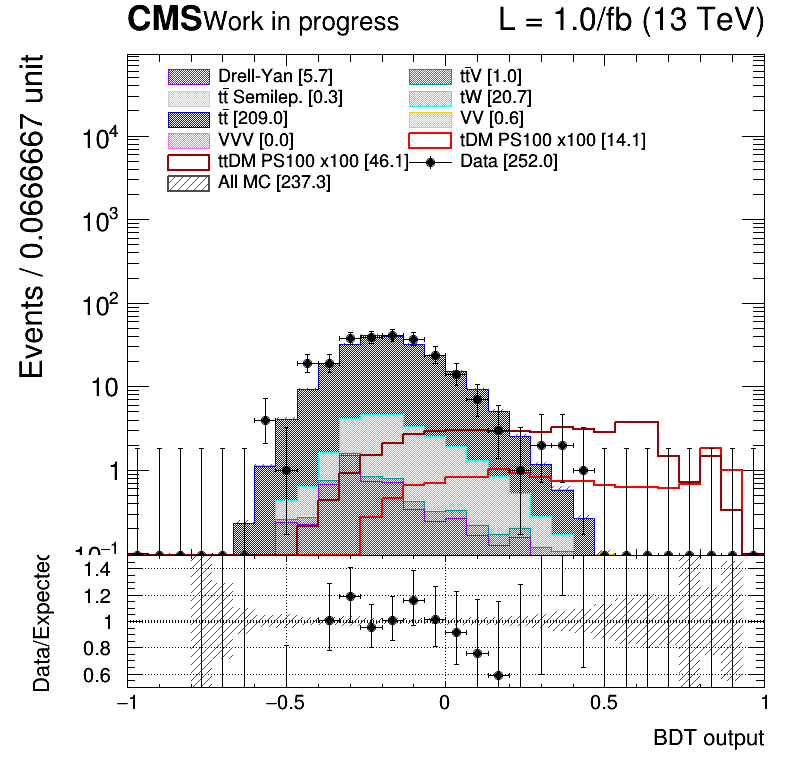 CMS Work in progress L = 1.0/fb (13 TeV)
Events / 0.0666667 unit
Drell-Yan [5.7] tt̄V [1.0]
tt̄ Semilep. [0.3] tW [20.7]
tt̄ [209.0] VV [0.6]
VVV [0.0] tDM PS100 x100 [14.1]
ttDM PS100 x100 [46.1] Data [252.0]
All MC [237.3]
10⁴
10³
10²
10
1
10⁻¹
Data/Expected
1.4
1.2
1
0.8
0.6
−1 −0.5 0 0.5 1
BDT output